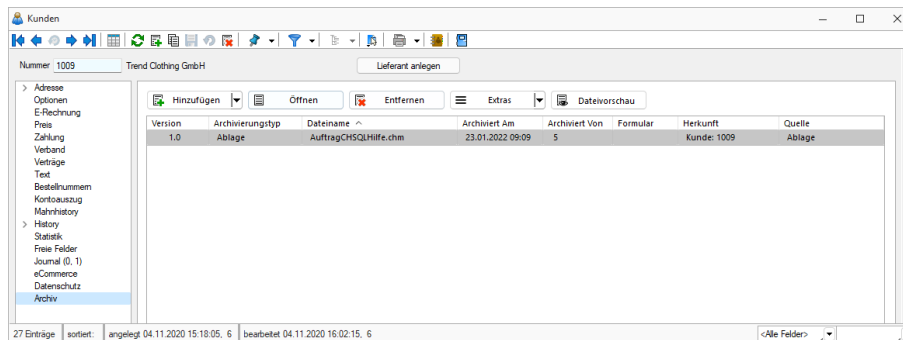 Kunden
Nummer 1009 Trend Clothing GmbH Lieferant anlegen
Adresse
Optionen
E-Rechnung
Preis
Zahlung
Verband
Verträge
Text
Bestellnummern
Kontoauszug
Mahnhistory
History
Statistik
Freie Felder
Journal (0, 1)
eCommerce
Datenschutz
Archiv
Hinzufügen Öffnen Entfernen Extras Dateivorschau
Version Archivierungstyp Dateiname Archiviert Am Archiviert Von Formular Herkunft Quelle
1.0 Ablage AuftragCHSQLHilfe.chm 23.01.2022 09:09 5 Kunde: 1009 Ablage
27 Einträge sortiert: angelegt 04.11.2020 15:18:05, 6 bearbeitet 04.11.2020 16:02:15, 6 <Alle Felder>